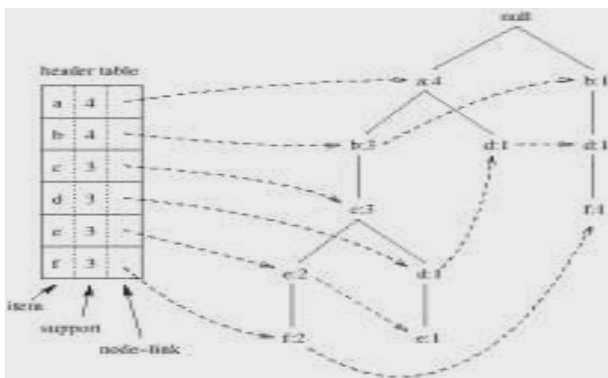 null
header table
a 4
a:4
b:1
b 4
b:3
d:1
d:1
c 3
c:3
f:1
d 3
e 3
e:2
d:1
f 3
f:2
e:1
item
support
node-link